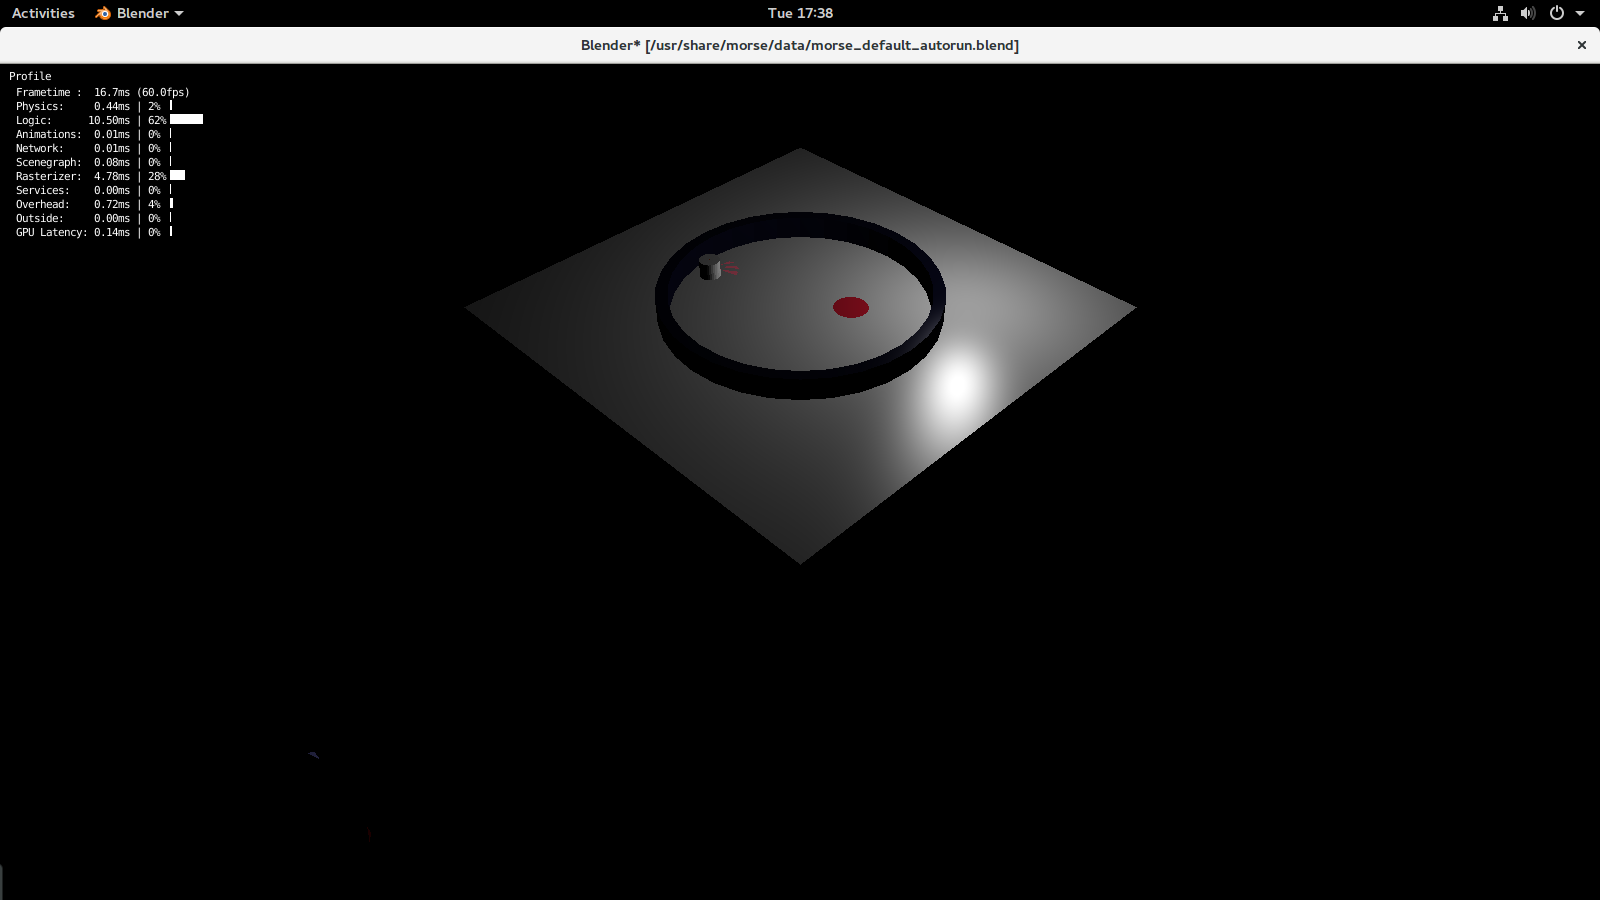 Activities Blender Tue 17:38
Blender* [/usr/share/morse/data/morse_default_autorun.blend]
Profile
Frametime : 16.7ms (60.0fps)
Physics: 0.44ms | 2%
Logic: 10.50ms | 62%
Animations: 0.01ms | 0%
Network: 0.01ms | 0%
Scenegraph: 0.08ms | 0%
Rasterizer: 4.78ms | 28%
Services: 0.00ms | 0%
Overhead: 0.72ms | 4%
Outside: 0.00ms | 0%
GPU Latency: 0.14ms | 0%